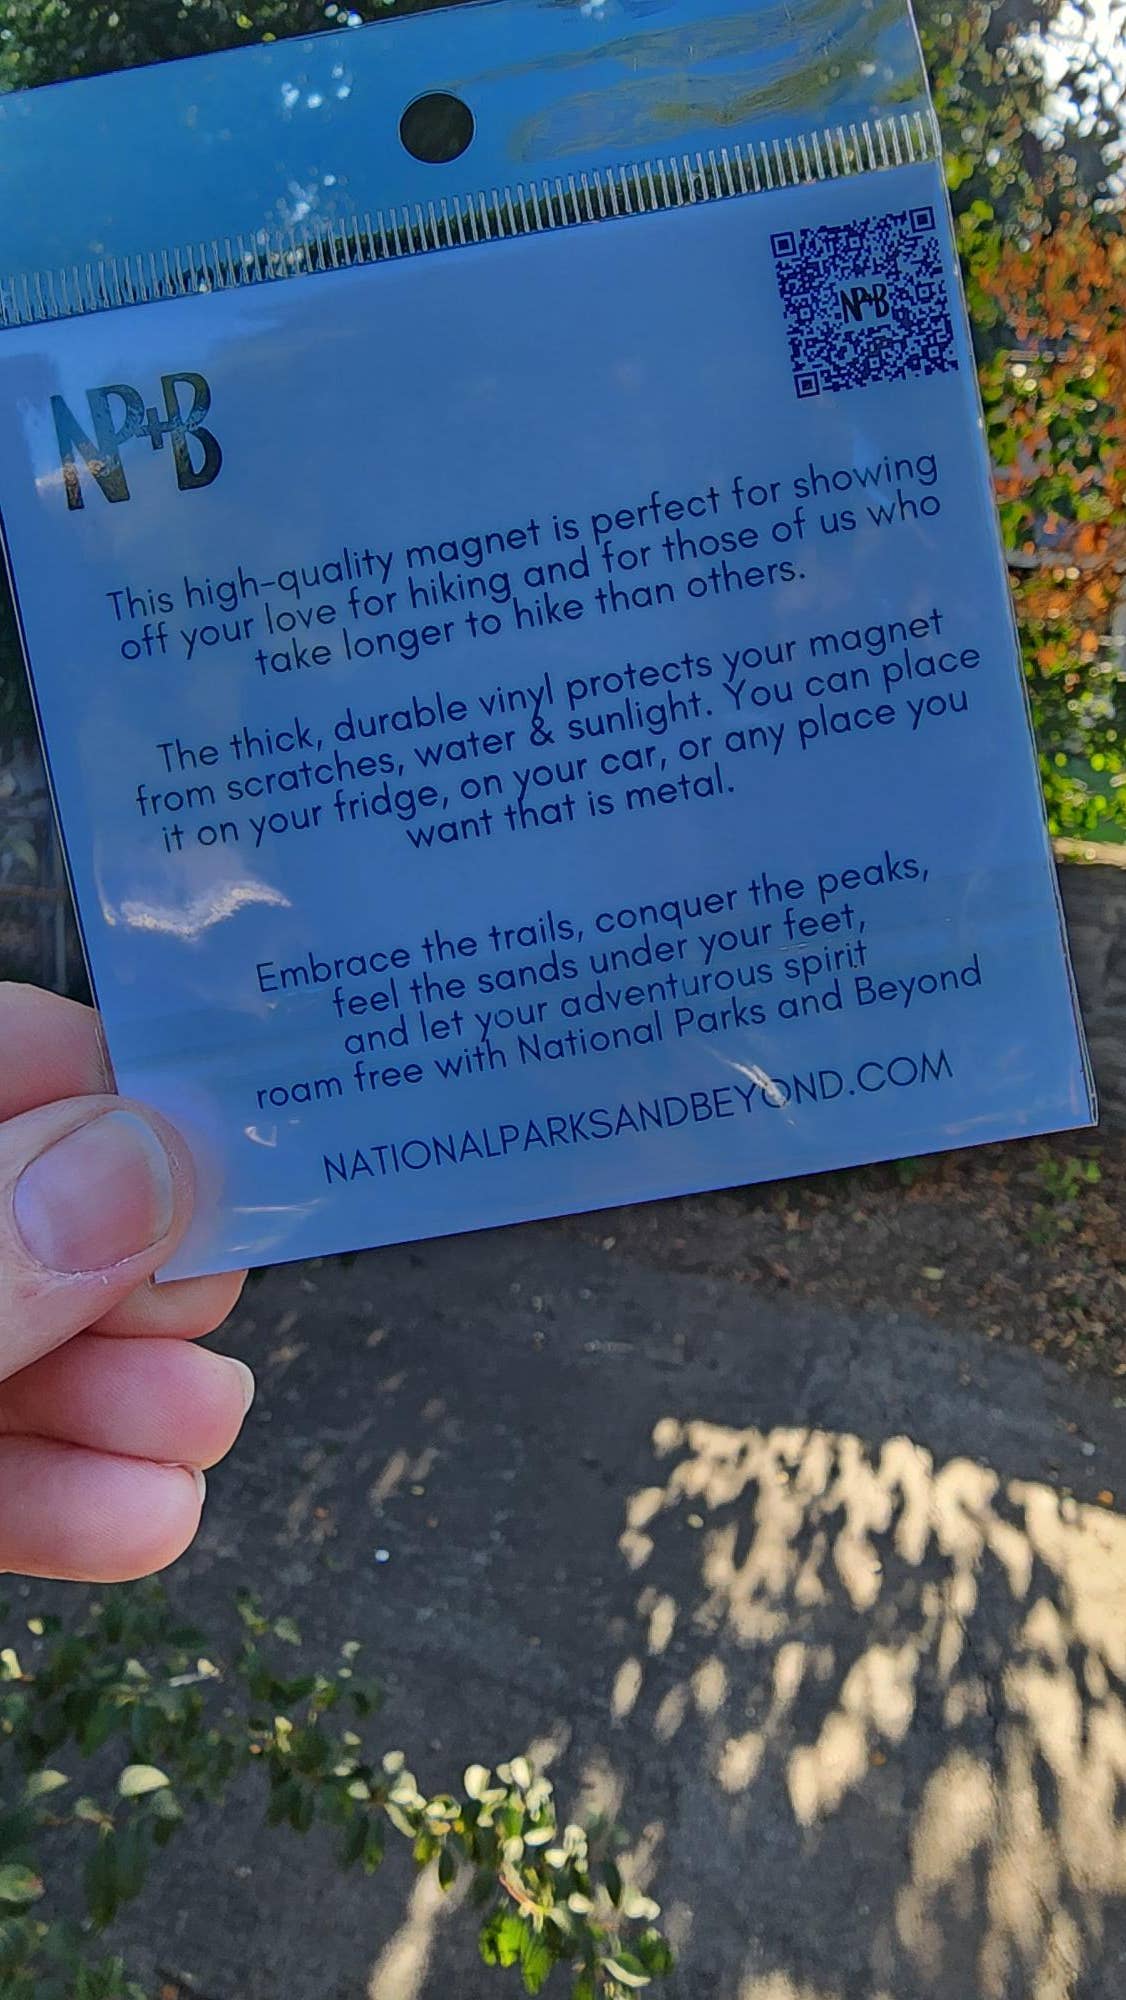 NP+B
NP+B
This high-quality magnet is perfect for showing
off your love for hiking and for those of us who
take longer to hike than others.
The thick, durable vinyl protects your magnet
from scratches, water & sunlight. You can place
it on your fridge, on your car, or any place you
want that is metal.
Embrace the trails, conquer the peaks,
feel the sands under your feet,
and let your adventurous spirit
roam free with National Parks and Beyond
NATIONALPARKSANDBEYOND.COM